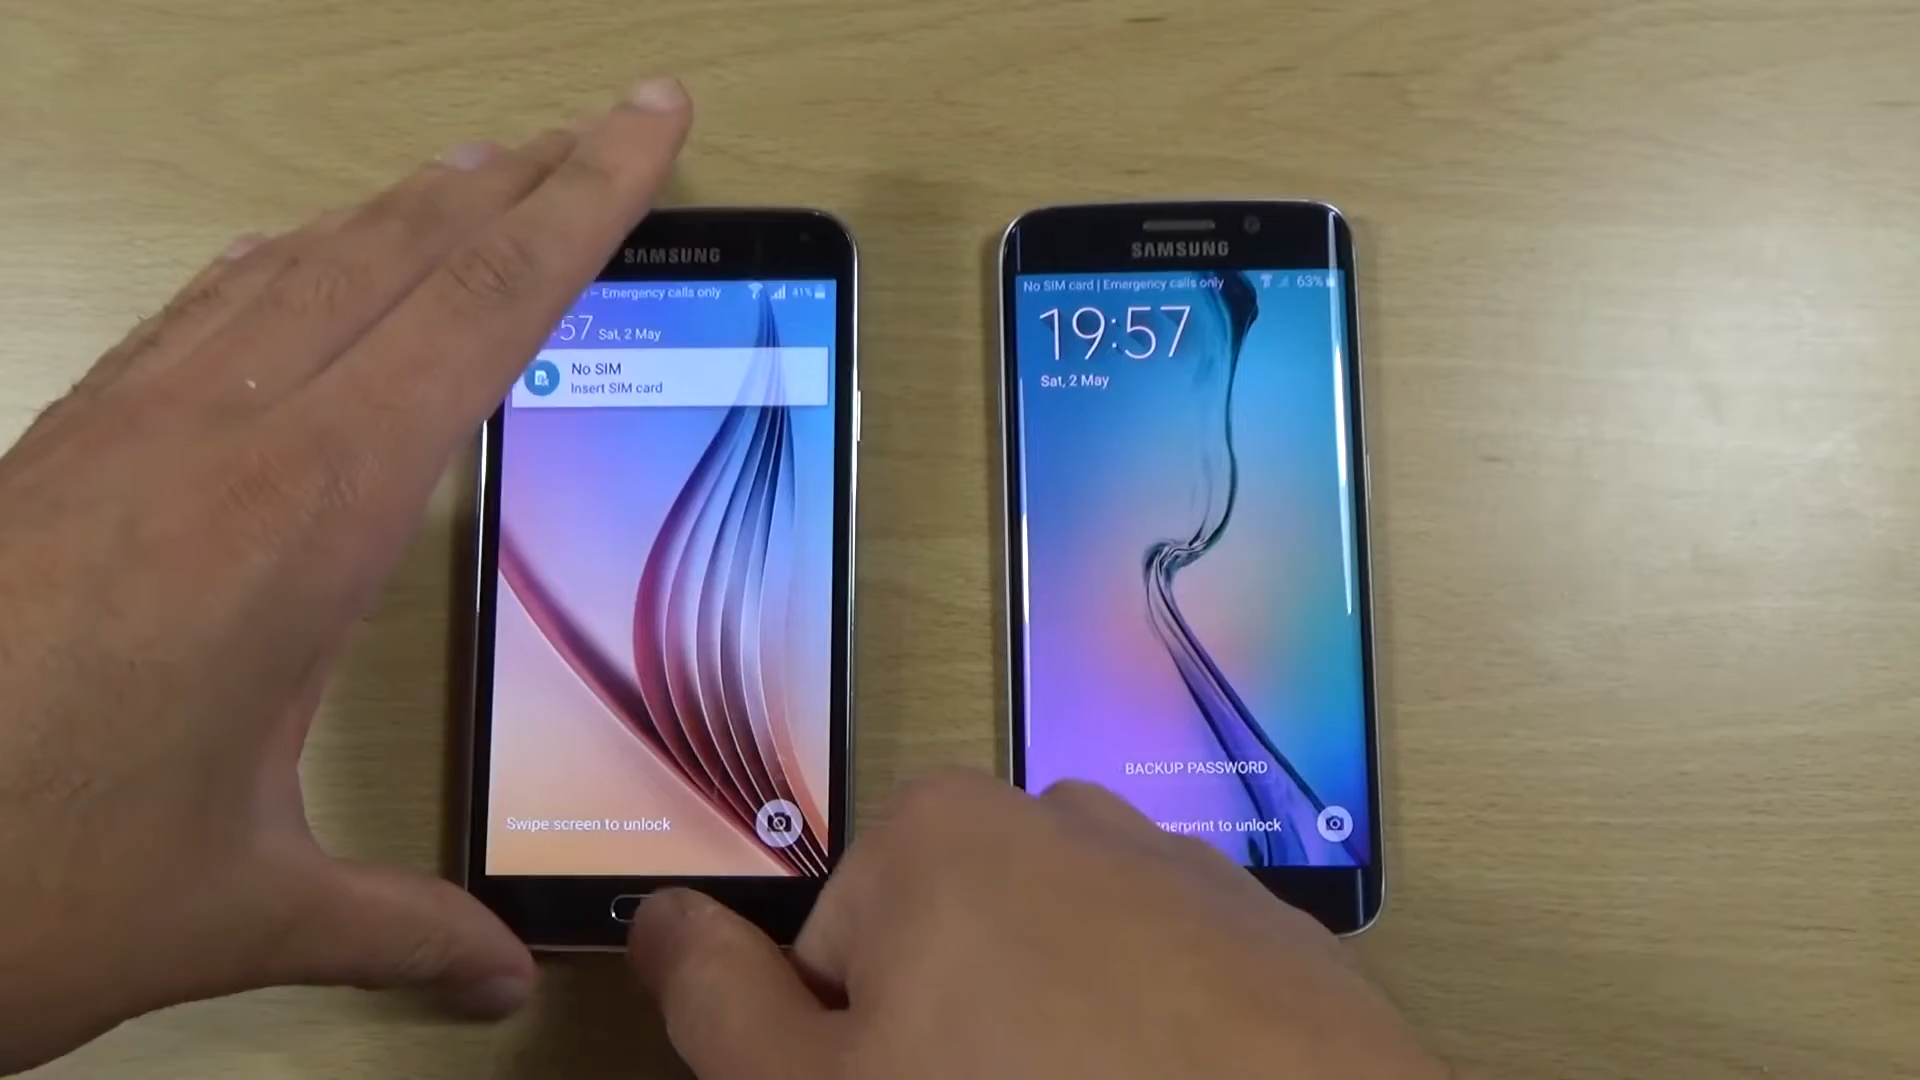 SAMSUNG
– Emergency calls only
41%
:57 Sat, 2 May
No SIM
Insert SIM card
Swipe screen to unlock
SAMSUNG
No SIM card | Emergency calls only
63%
19:57
Sat, 2 May
BACKUP PASSWORD
to unlock